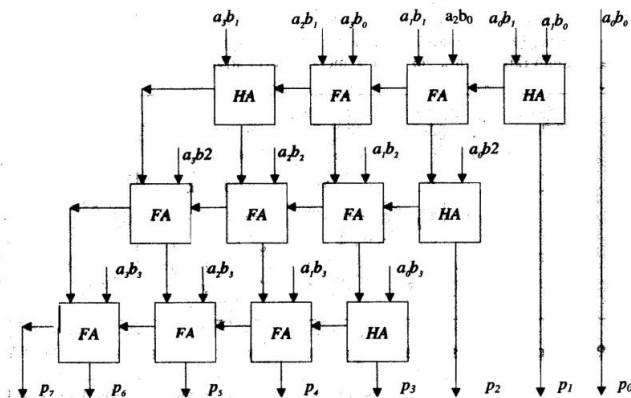 a₃b₁ a₂b₁ a₃b₀ a₁b₁ a₂b₀ a₀b₁ a₁b₀ a₀b₀
HA FA FA HA
a₃b2 a₂b₂ a₁b₂ a₀b2
FA FA FA HA
a₃b₃ a₂b₃ a₁b₃ a₀b₃
FA FA FA HA
p₇ p₆ p₅ p₄ p₃ p₂ p₁ p₀